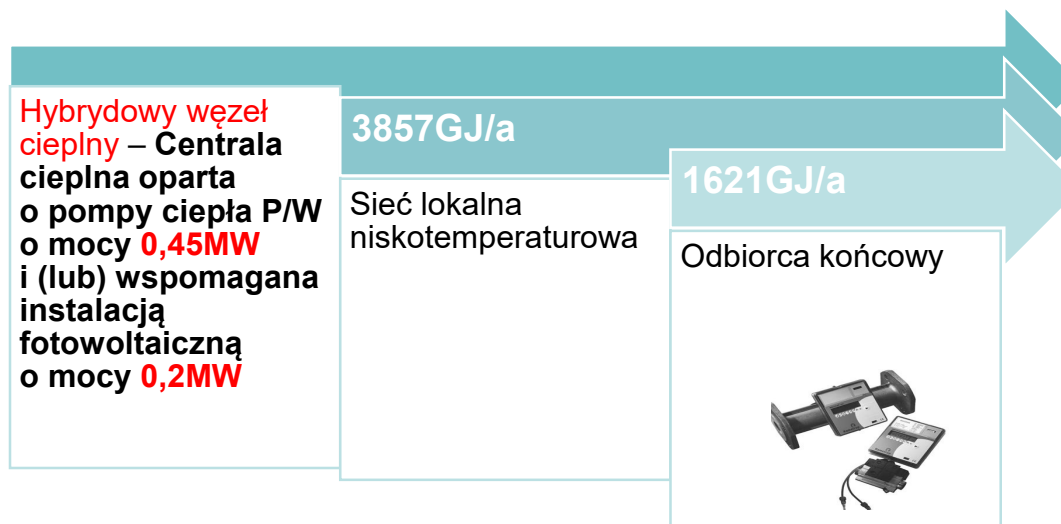 Hybrydowy węzeł
cieplny – Centrala
cieplna oparta
o pompy ciepła P/W
o mocy 0,45MW
i (lub) wspomagana
instalacją
fotowoltaiczną
o mocy 0,2MW
3857GJ/a
Sieć lokalna
niskotemperaturowa
1621GJ/a
Odbiorca końcowy